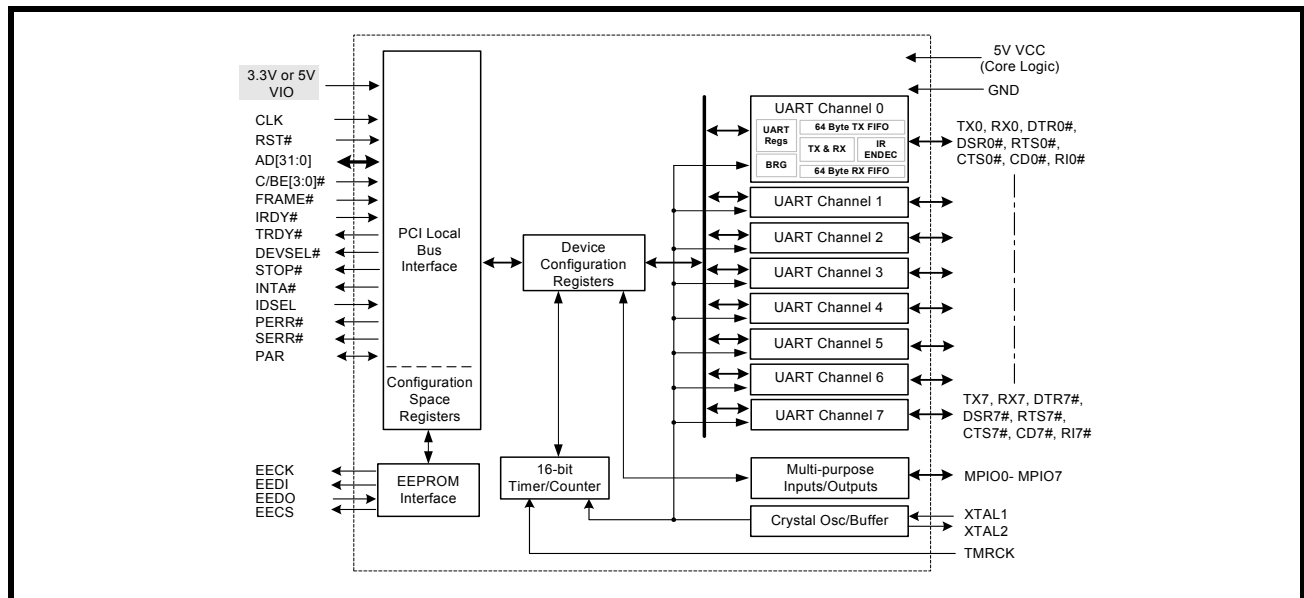 3.3V or 5V
VIO
CLK
RST#
AD[31:0]
C/BE[3:0]#
FRAME#
IRDY#
TRDY#
DEVSEL#
STOP#
INTA#
IDSEL
PERR#
SERR#
PAR
EECK
EEDI
EEDO
EECS
PCI Local
Bus
Interface
Configuration
Space
Registers
EEPROM
Interface
Device
Configuration
Registers
16-bit
Timer/Counter
UART Channel 0
UART
Regs
BRG
64 Byte TX FIFO
TX & RX
IR
ENDEC
64 Byte RX FIFO
UART Channel 1
UART Channel 2
UART Channel 3
UART Channel 4
UART Channel 5
UART Channel 6
UART Channel 7
Multi-purpose
Inputs/Outputs
Crystal Osc/Buffer
5V VCC
(Core Logic)
GND
TX0, RX0, DTR0#,
DSR0#, RTS0#,
CTS0#, CD0#, RI0#
TX7, RX7, DTR7#,
DSR7#, RTS7#,
CTS7#, CD7#, RI7#
MPIO0- MPIO7
XTAL1
XTAL2
TMRCK